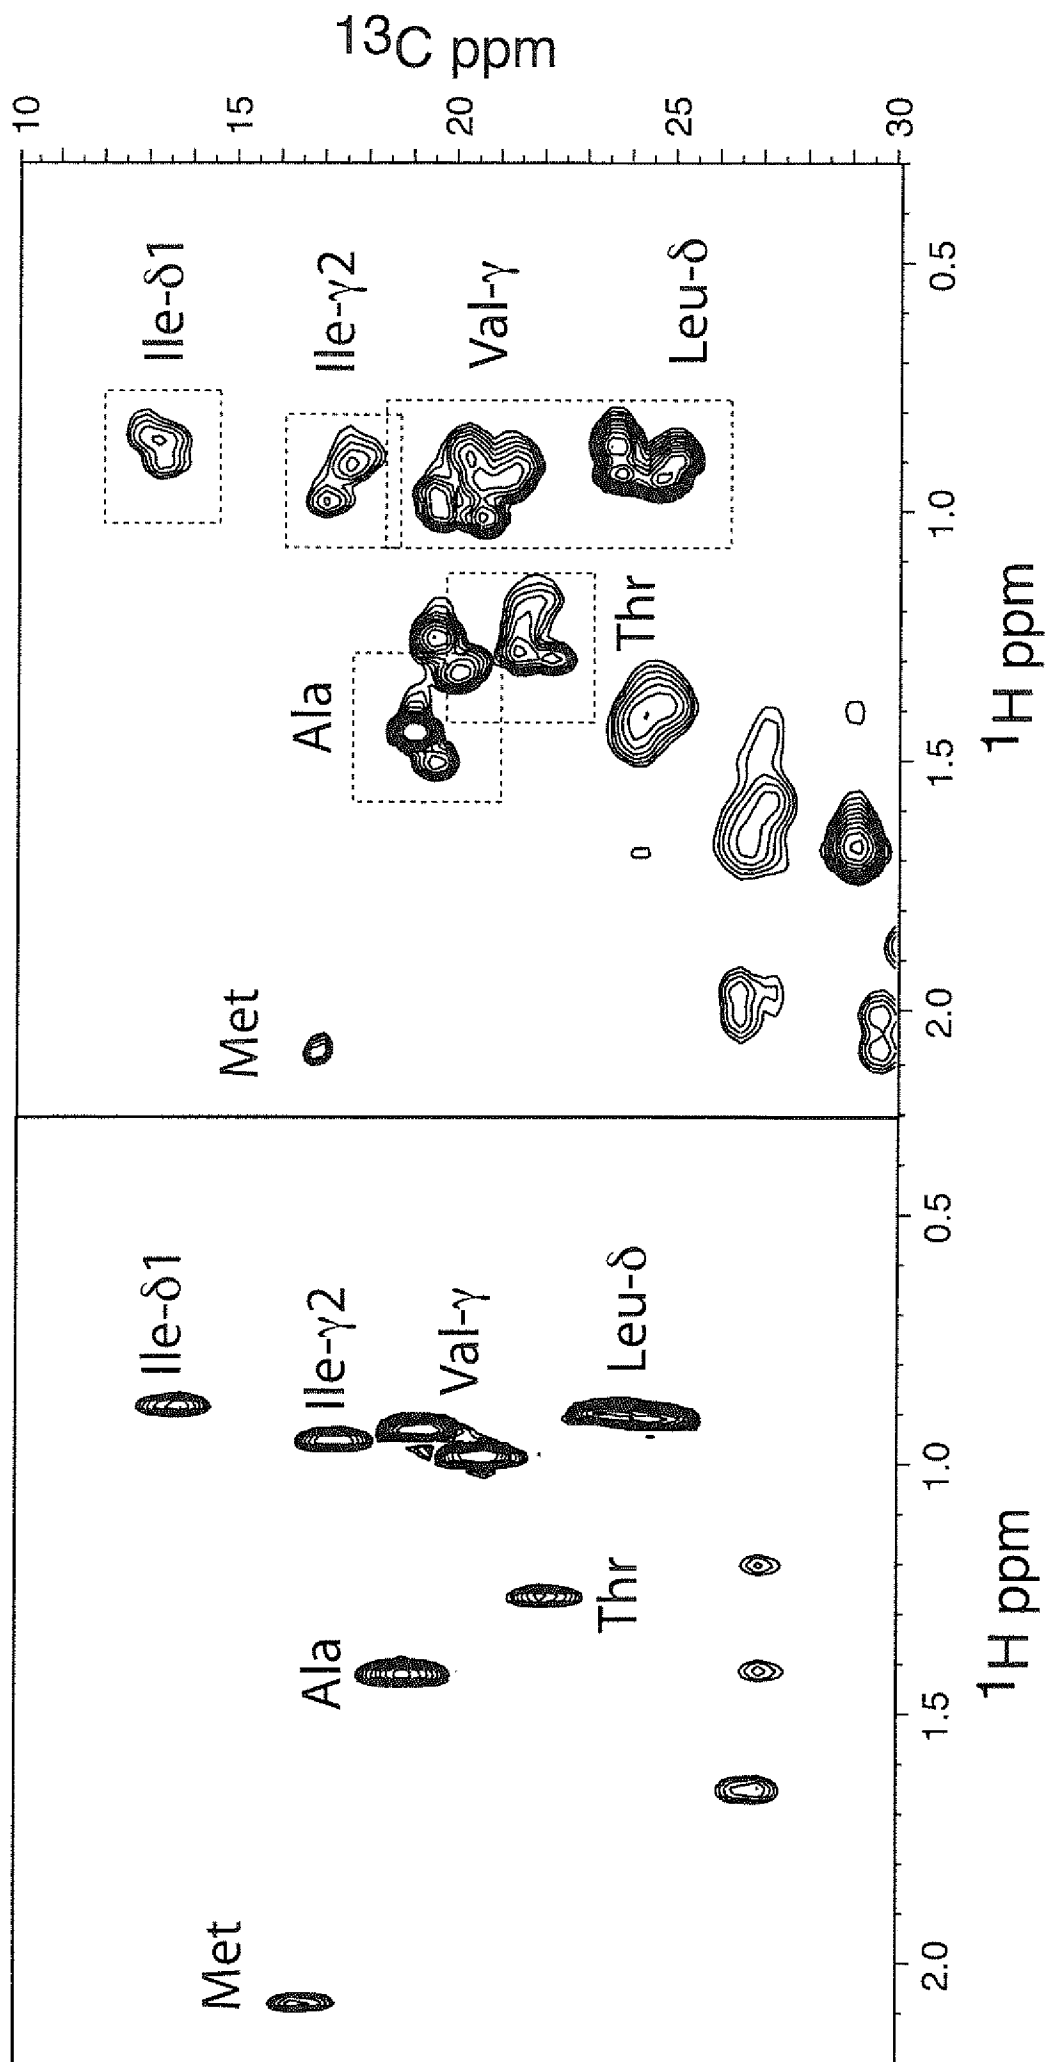 13C ppm
10
15
20
25
30
Ile-δ1
Ile-γ2
Val-γ
Leu-δ
Ala
Thr
Met
0.5
1.0
1.5
2.0
1H ppm
Ile-δ1
Ile-γ2
Val-γ
Leu-δ
Ala
Thr
Met
0.5
1.0
1.5
2.0
1H ppm